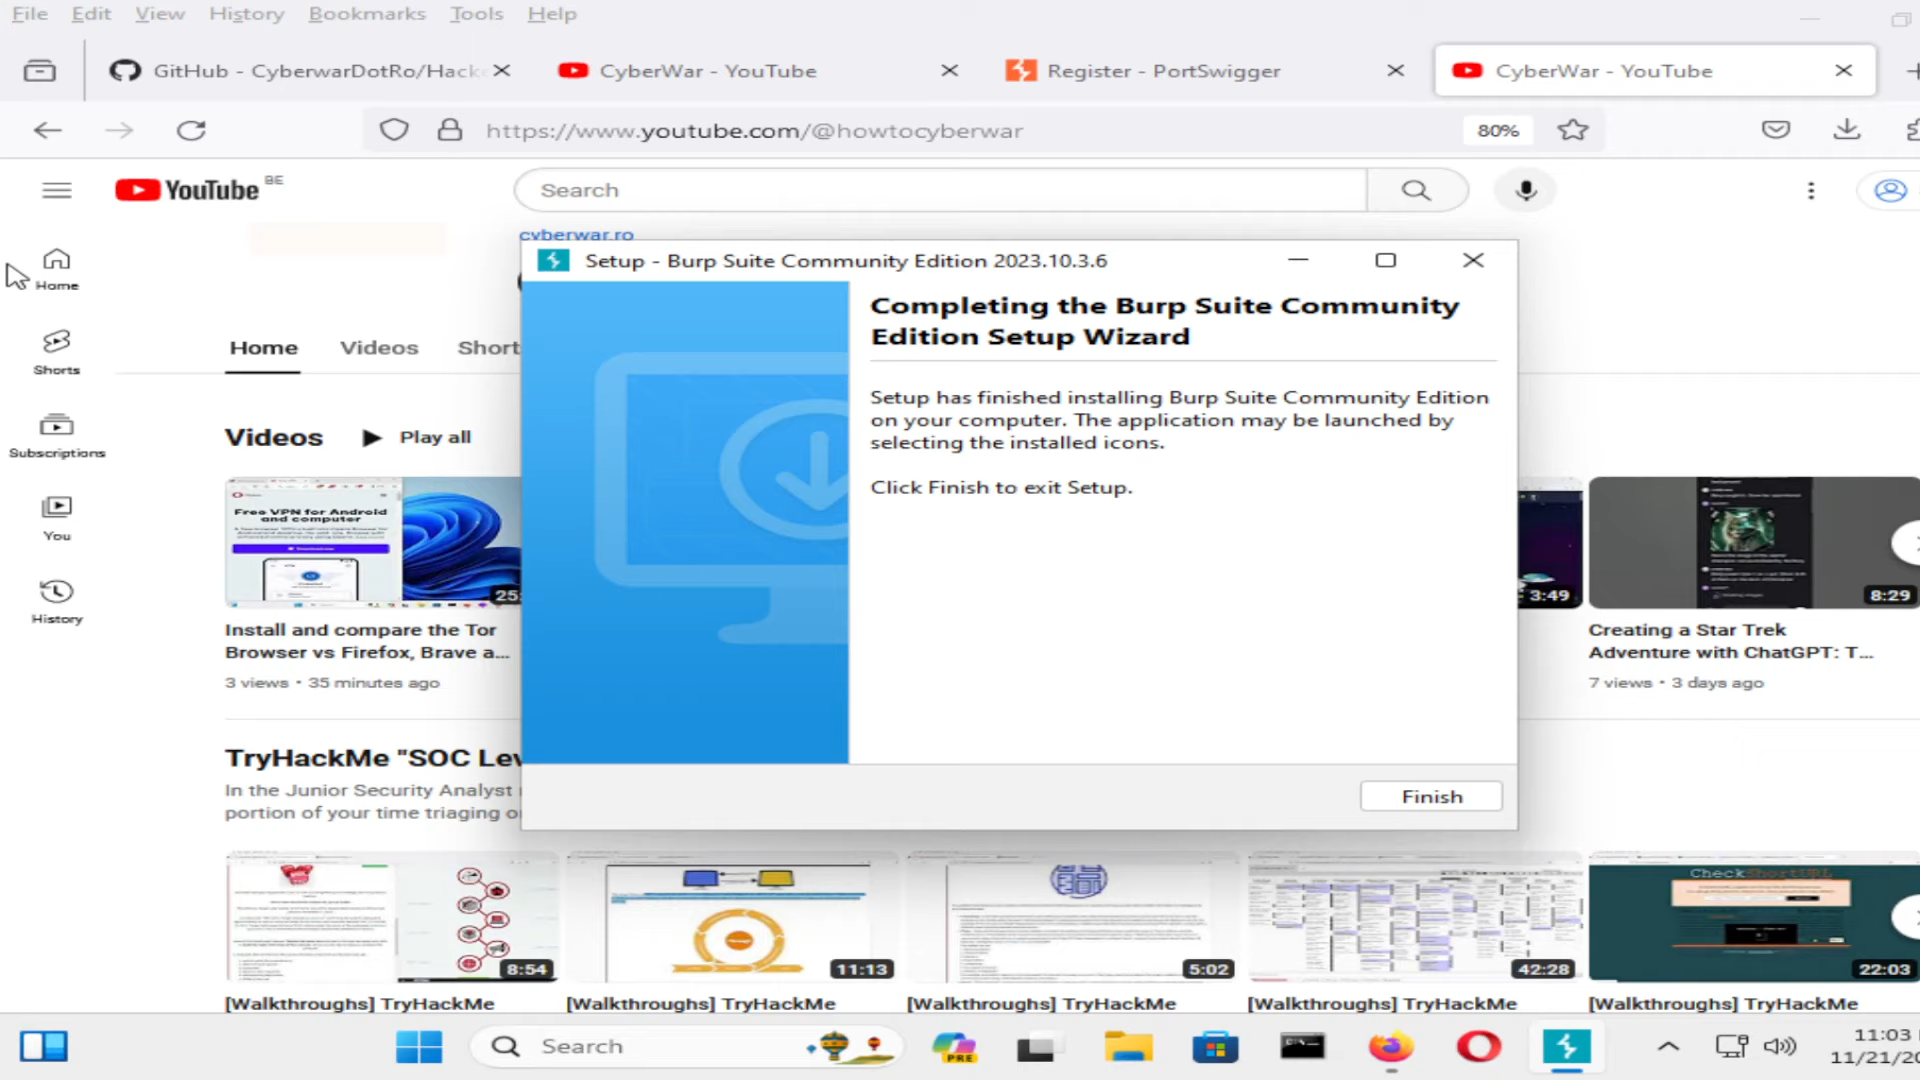 File Edit View History Bookmarks Tools Help
GitHub - CyberwarDotRo/Hack
CyberWar - YouTube
Register - PortSwigger
CyberWar - YouTube
https://www.youtube.com/@howtocyberwar
80%
YouTube BE
Search
cyberwar.ro
Home
Shorts
Subscriptions
You
History
Home Videos Short
Videos Play all
Setup - Burp Suite Community Edition 2023.10.3.6
Completing the Burp Suite Community
Edition Setup Wizard
Setup has finished installing Burp Suite Community Edition
on your computer. The application may be launched by
selecting the installed icons.
Click Finish to exit Setup.
Finish
Free VPN for Android
and computer
25:
Install and compare the Tor
Browser vs Firefox, Brave a...
3 views • 35 minutes ago
3:49
8:29
Creating a Star Trek
Adventure with ChatGPT: T...
7 views • 3 days ago
TryHackMe "SOC Lev
In the Junior Security Analyst
portion of your time triaging o
8:54
11:13
5:02
42:28
CheckShortURL
22:03
[Walkthroughs] TryHackMe
[Walkthroughs] TryHackMe
[Walkthroughs] TryHackMe
[Walkthroughs] TryHackMe
[Walkthroughs] TryHackMe
Search
PRE
11:03
11/21/20